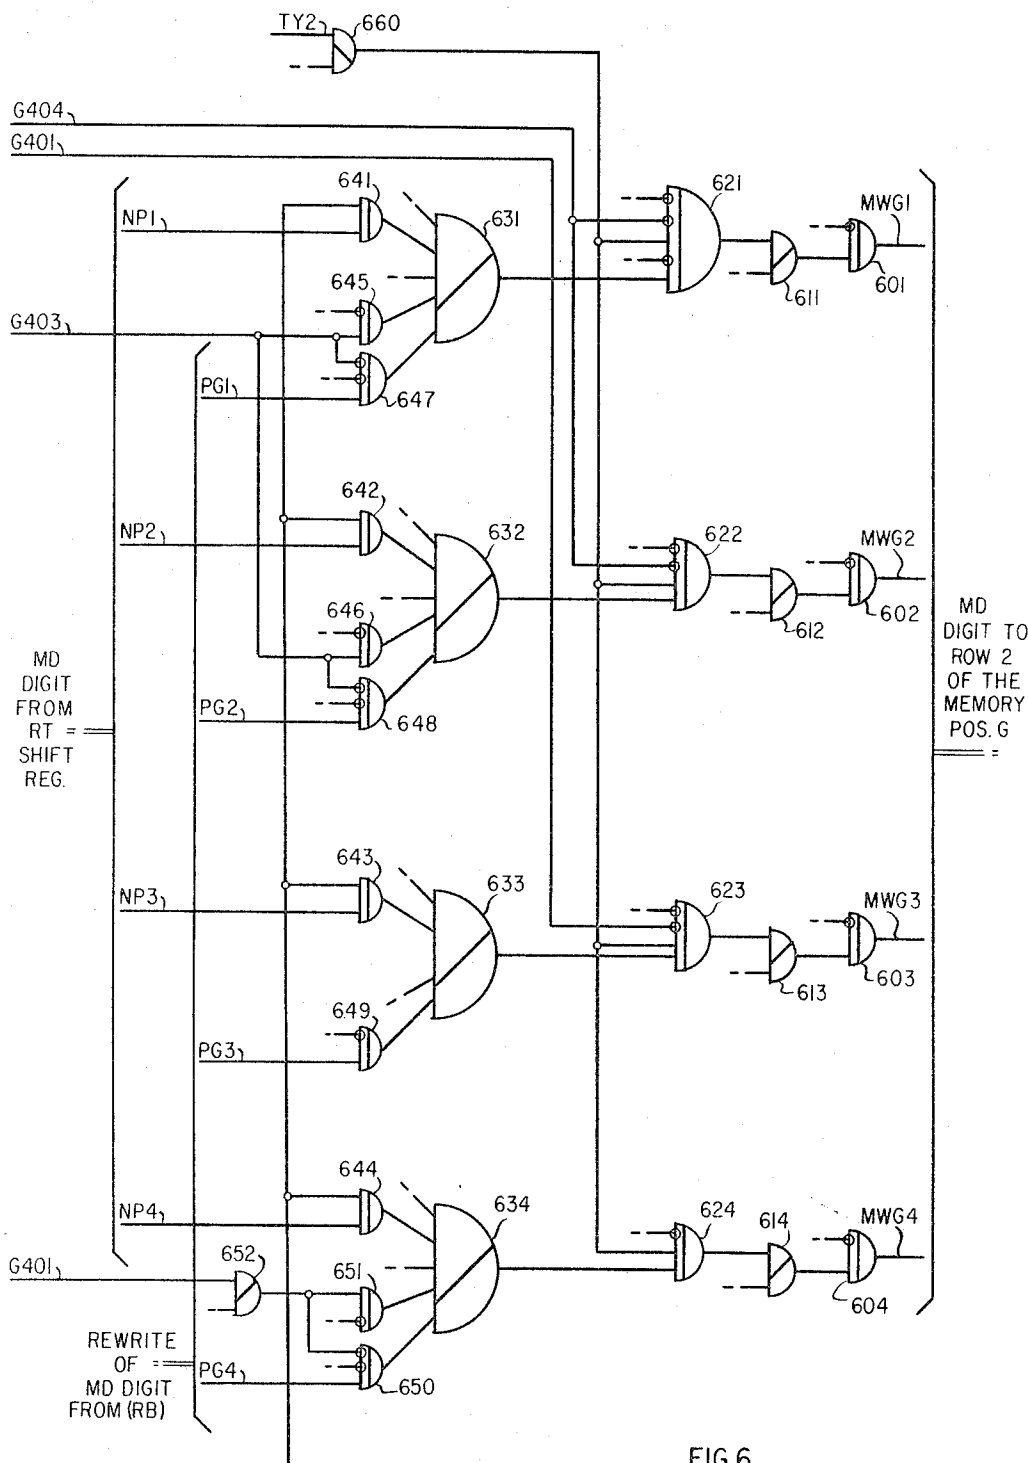 TY2
660
G404
G401
641
621
MWG1
NP1
631
645
611
601
G403
PG1
647
642
NP2
632
622
MWG2
646
612
602
MD
DIGIT
FROM
RT
SHIFT
REG.
PG2
648
MD
DIGIT TO
ROW 2
OF THE
MEMORY
POS. G
643
NP3
633
623
MWG3
649
613
603
PG3
644
NP4
634
624
614
MWG4
G401
652
651
604
REWRITE
OF
MD DIGIT
FROM (RB)
PG4
650
FIG 6